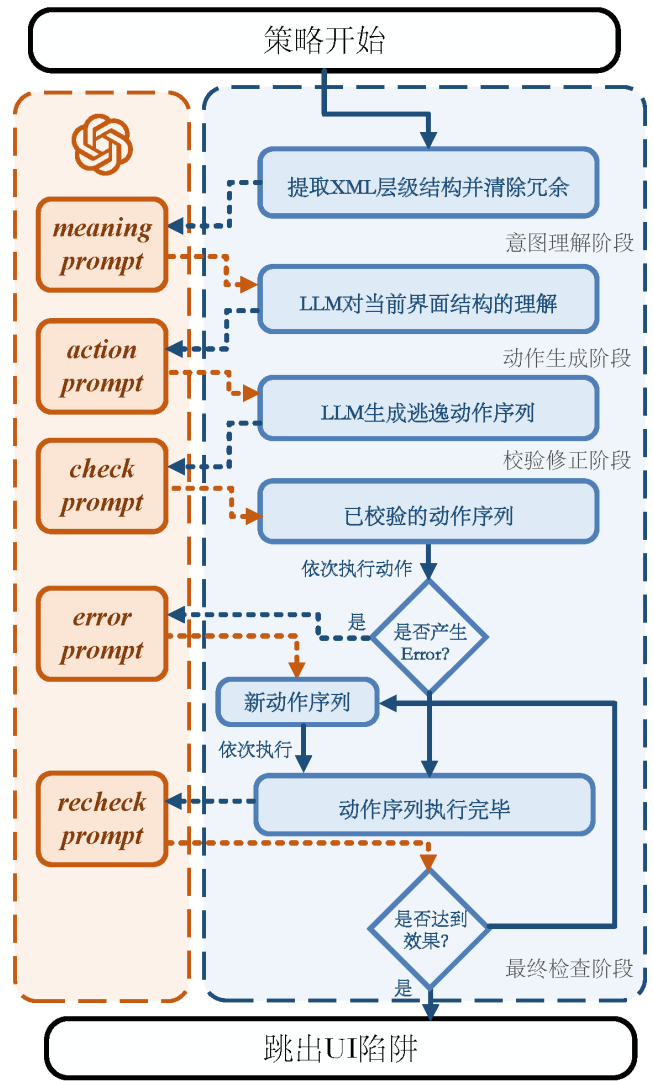 策略开始
提取XML层级结构并清除冗余
meaning
prompt
意图理解阶段
LLM对当前界面结构的理解
action
prompt
动作生成阶段
LLM生成逃逸动作序列
check
prompt
校验修正阶段
已校验的动作序列
依次执行动作
error
prompt
是
是否产生
Error?
新动作序列
依次执行
recheck
prompt
动作序列执行完毕
是否达到
效果?
最终检查阶段
是
跳出UI陷阱